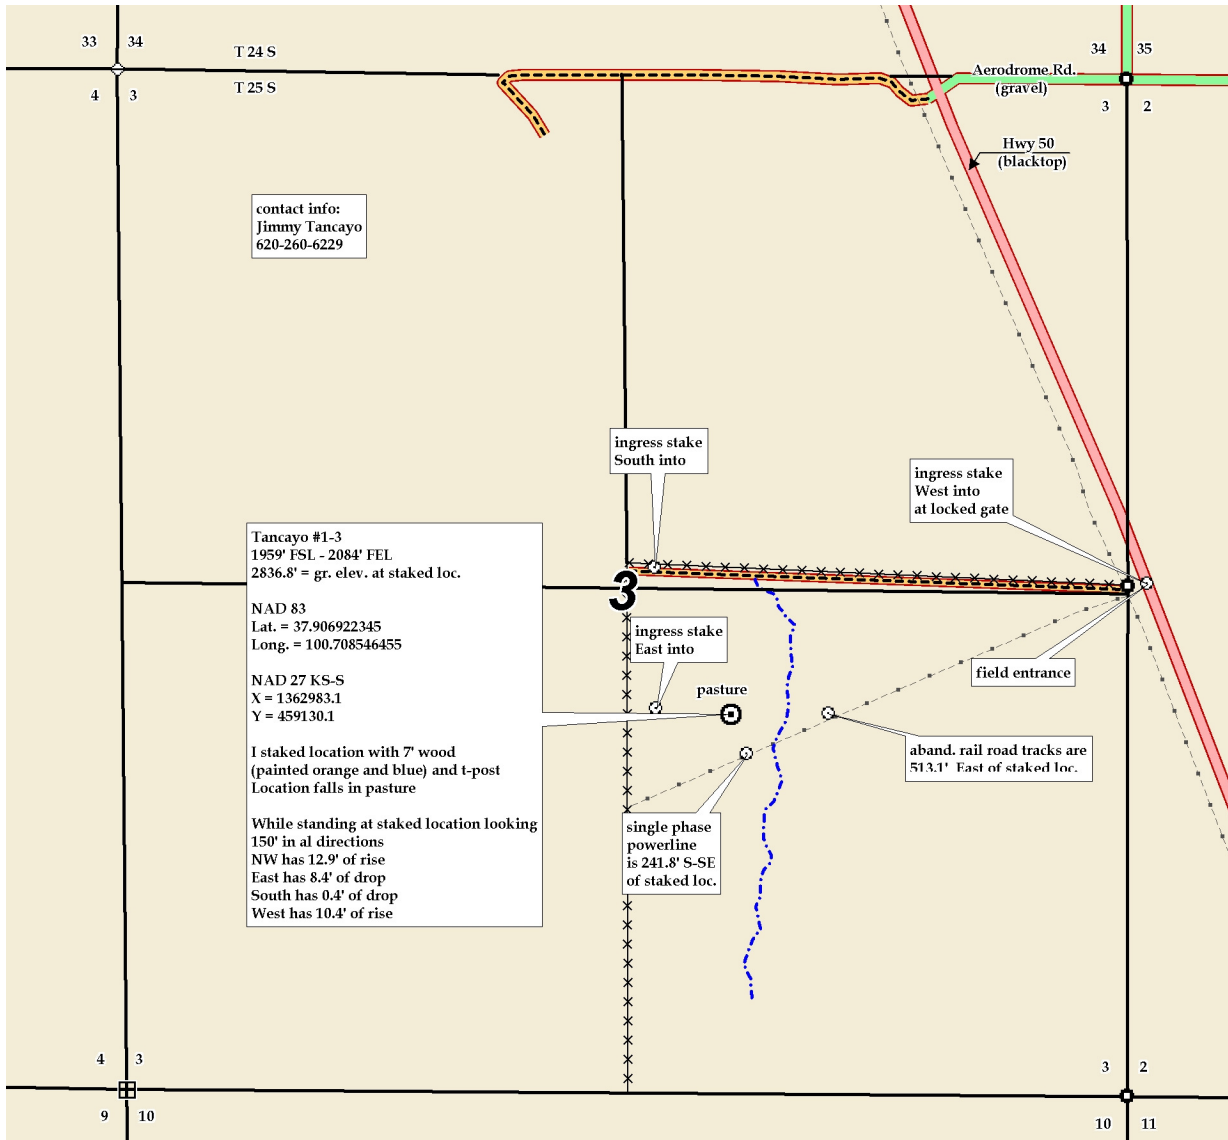 33 34
T 24 S
34 35
4 3
T 25 S
Aerodrome Rd.
(gravel)
3 2
Hwy 50
(blacktop)
contact info:
Jimmy Tancayo
620-260-6229
ingress stake
South into
ingress stake
West into
at locked gate
Tancayo #1-3
1959' FSL - 2084' FEL
2836.8' = gr. elev. at staked loc.
NAD 83
Lat. = 37.906922345
Long. = 100.708546455
NAD 27 KS-S
X = 1362983.1
Y = 459130.1
I staked location with 7' wood
(painted orange and blue) and t-post
Location falls in pasture
While standing at staked location looking
150' in al directions
NW has 12.9' of rise
East has 8.4' of drop
South has 0.4' of drop
West has 10.4' of rise
3
ingress stake
East into
field entrance
pasture
aband. rail road tracks are
513.1' East of staked loc.
single phase
powerline
is 241.8' S-SE
of staked loc.
4 3
3 2
9 10
10 11